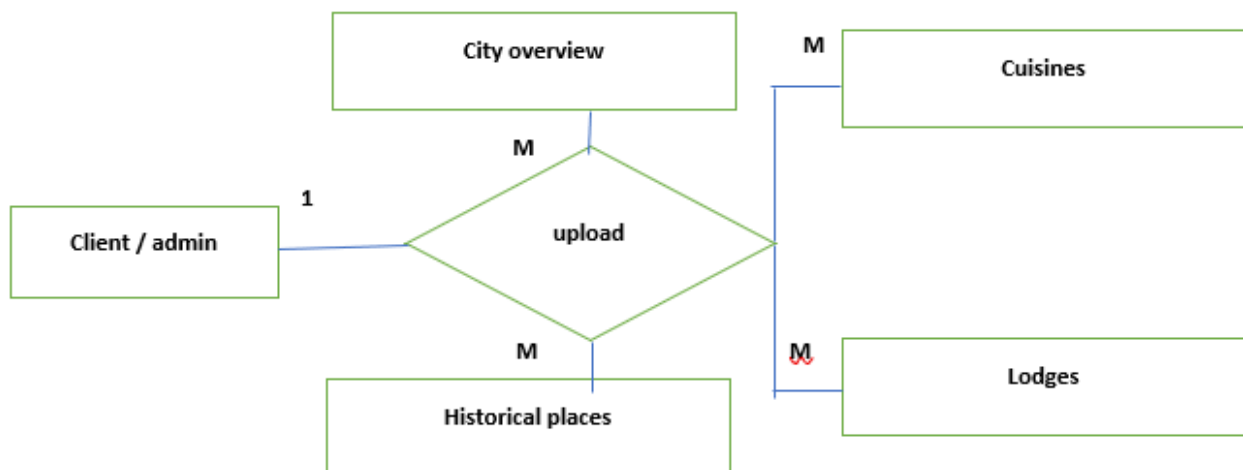 City overview
M
Cuisines
M
1
Client / admin
upload
M
M
Lodges
Historical places